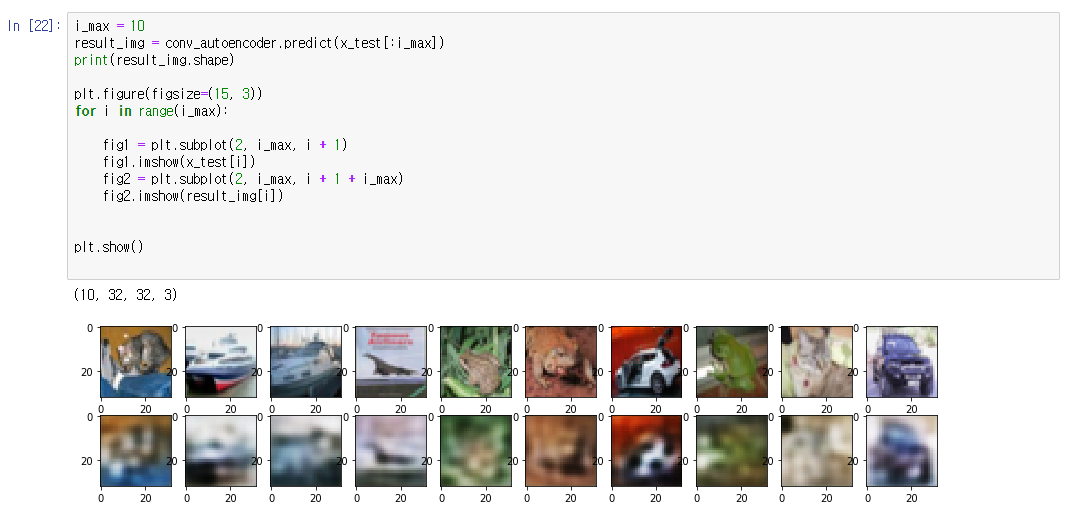 In [22]:
i_max = 10
result_img = conv_autoencoder.predict(x_test[:i_max])
print(result_img.shape)
plt.figure(figsize=(15, 3))
for i in range(i_max):
fig1 = plt.subplot(2, i_max, i + 1)
fig1.imshow(x_test[i])
fig2 = plt.subplot(2, i_max, i + 1 + i_max)
fig2.imshow(result_img[i])
plt.show()
(10, 32, 32, 3)
0 0 0 0 0 0 0 0 0 0
20 20 20 20 20 20 20 20 20 20
0 20 0 20 0 20 0 20 0 20 0 20 0 20 0 20 0 20 0 20
0 0 0 0 0 0 0 0 0 0
20 20 20 20 20 20 20 20 20 20
0 20 0 20 0 20 0 20 0 20 0 20 0 20 0 20 0 20 0 20